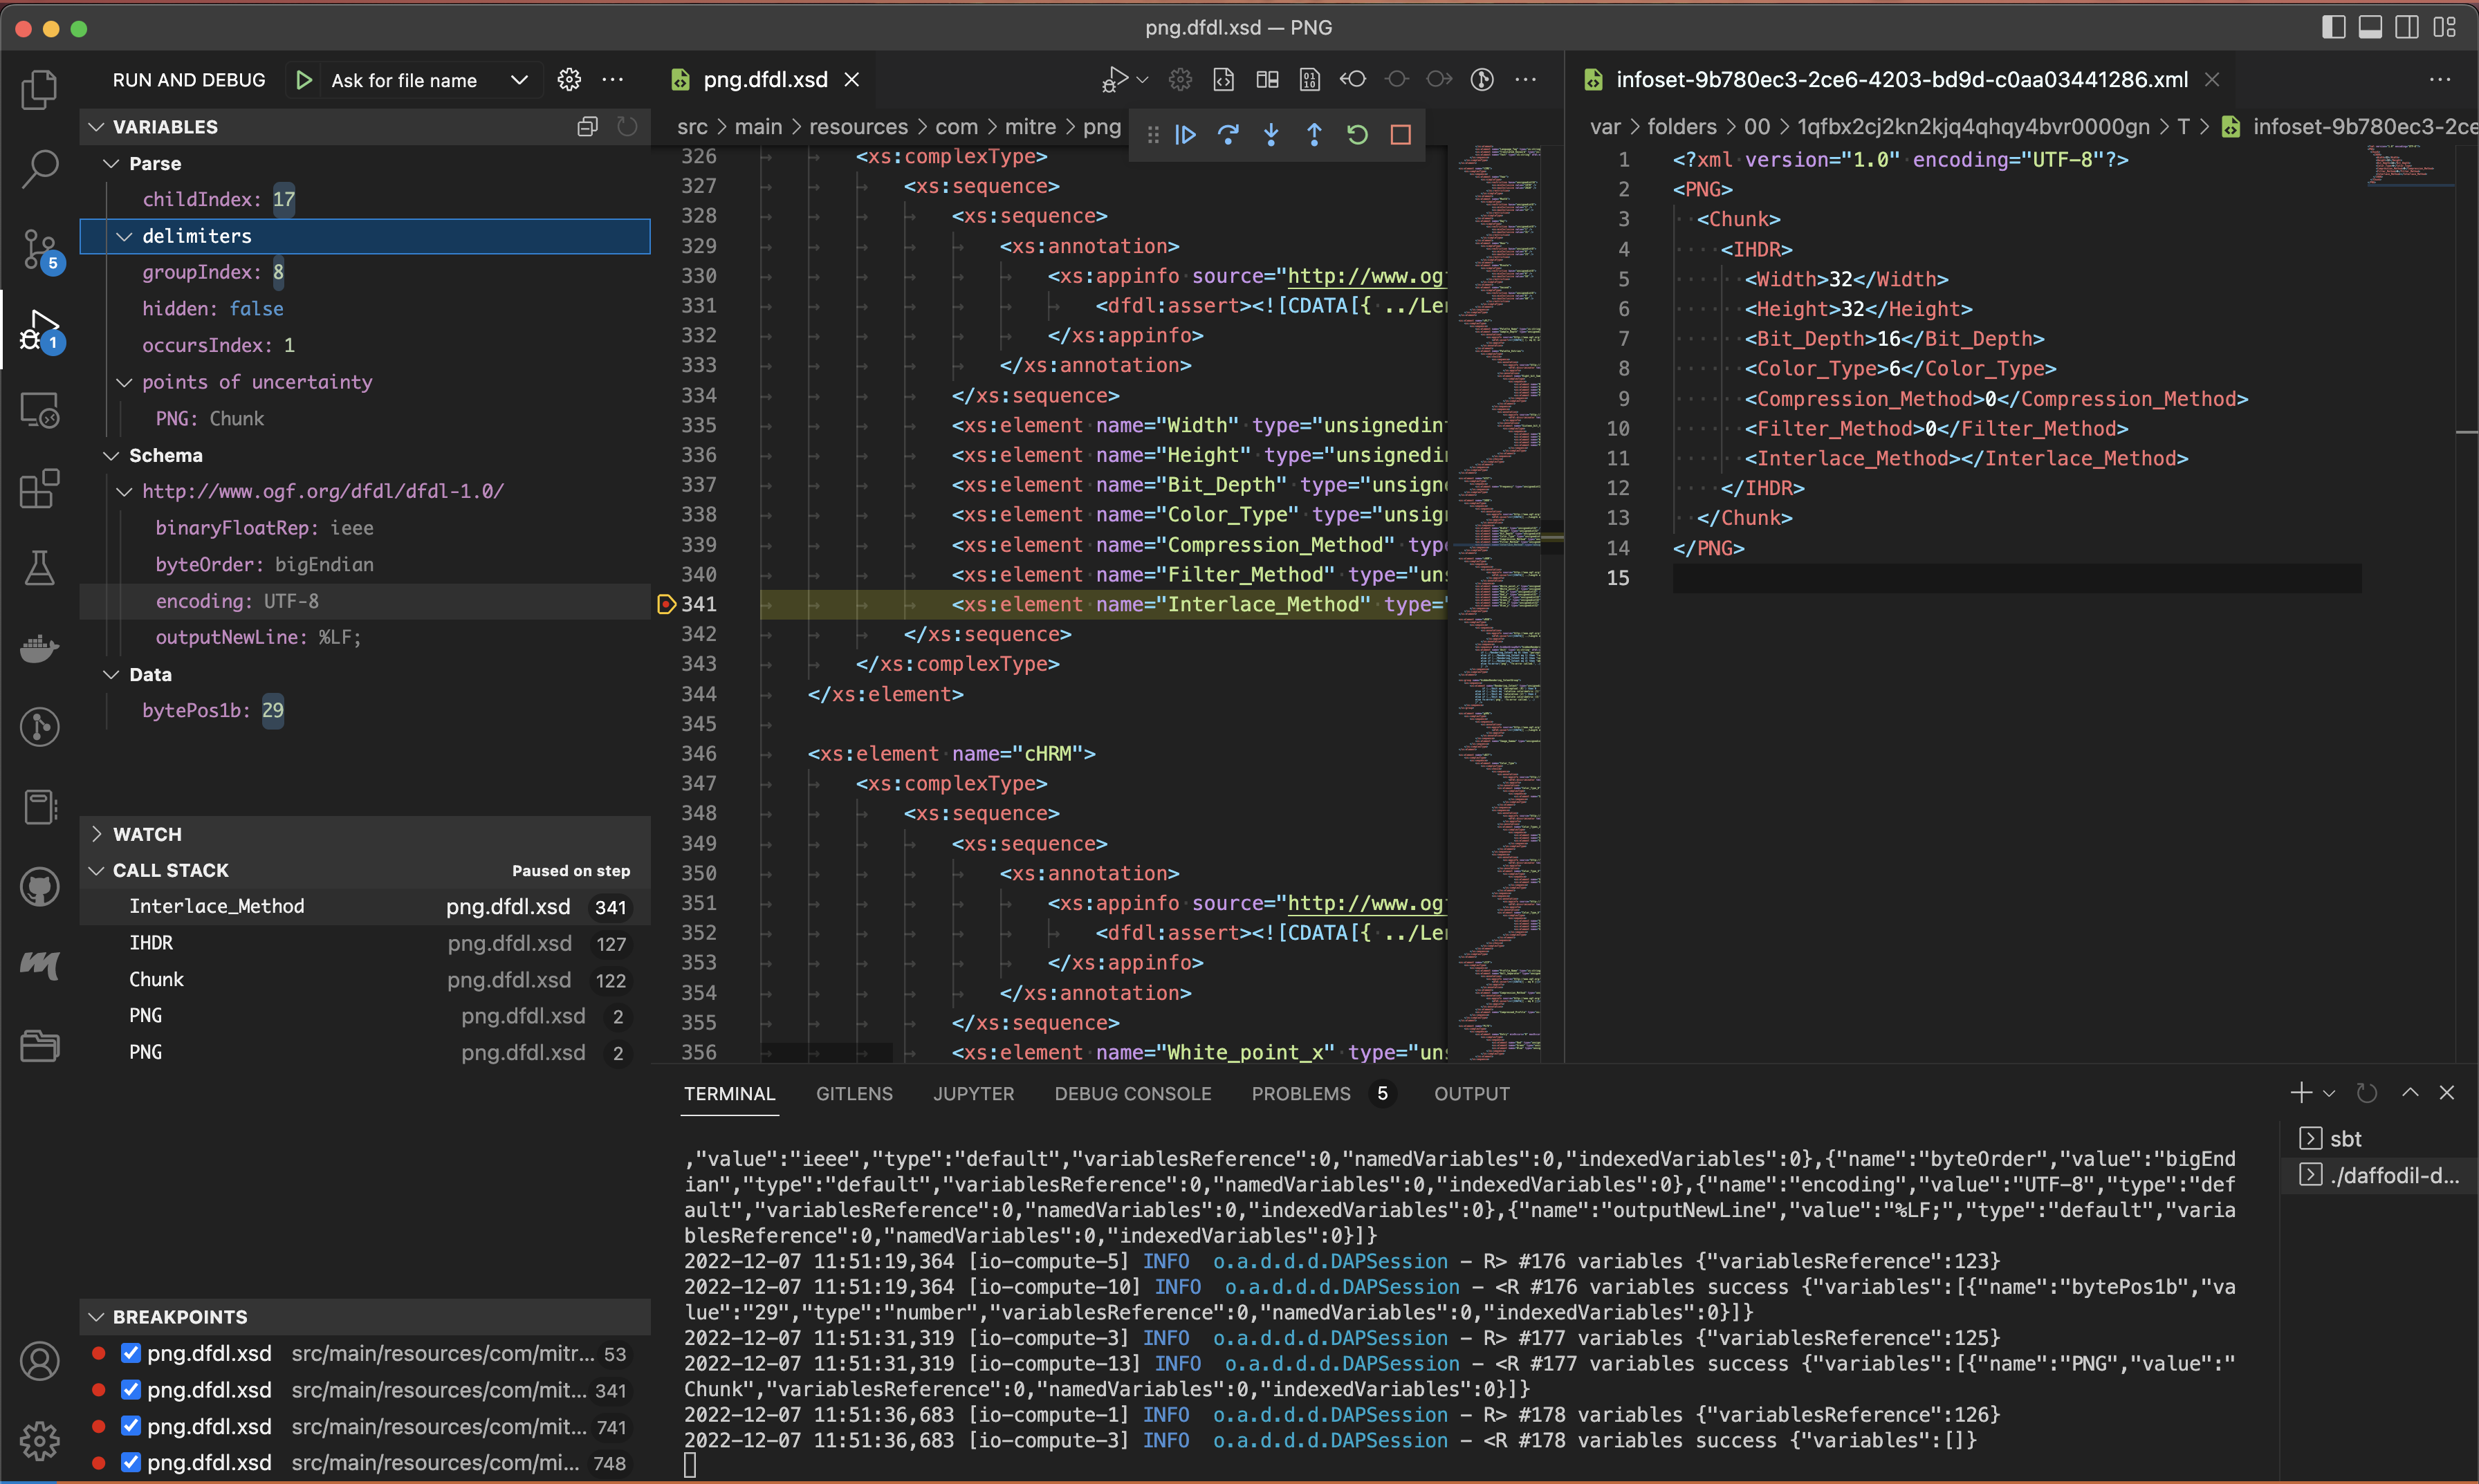 png.dfdl.xsd — PNG
RUN AND DEBUG
Ask for file name
VARIABLES
Parse
childIndex: 17
delimiters
groupIndex: 8
hidden: false
occursIndex: 1
points of uncertainty
PNG: Chunk
Schema
http://www.ogf.org/dfdl/dfdl-1.0/
binaryFloatRep: ieee
byteOrder: bigEndian
encoding: UTF-8
outputNewLine: %LF;
Data
bytePos1b: 29
5
1
WATCH
CALL STACK
Paused on step
Interlace_Method png.dfdl.xsd 341
IHDR png.dfdl.xsd 127
Chunk png.dfdl.xsd 122
PNG png.dfdl.xsd 2
PNG png.dfdl.xsd 2
BREAKPOINTS
png.dfdl.xsd src/main/resources/com/mitr... 53
png.dfdl.xsd src/main/resources/com/mit... 341
png.dfdl.xsd src/main/resources/com/mit... 741
png.dfdl.xsd src/main/resources/com/mi... 748
png.dfdl.xsd
src > main > resources > com > mitre > png
326 <xs:complexType>
327 <xs:sequence>
328 <xs:sequence>
329 <xs:annotation>
330 <xs:appinfo source="http://www.og
331 <dfdl:assert><![CDATA[{ ../Le
332 </xs:appinfo>
333 </xs:annotation>
334 </xs:sequence>
335 <xs:element name="Width" type="unsignedin
336 <xs:element name="Height" type="unsignedi
337 <xs:element name="Bit_Depth" type="unsign
338 <xs:element name="Color_Type" type="unsig
339 <xs:element name="Compression_Method" typ
340 <xs:element name="Filter_Method" type="un
341 <xs:element name="Interlace_Method" type=
342 </xs:sequence>
343 </xs:complexType>
344 </xs:element>
345
346 <xs:element name="cHRM">
347 <xs:complexType>
348 <xs:sequence>
349 <xs:sequence>
350 <xs:annotation>
351 <xs:appinfo source="http://www.og
352 <dfdl:assert><![CDATA[{ ../Le
353 </xs:appinfo>
354 </xs:annotation>
355 </xs:sequence>
356 <xs:element name="White_point_x" type="un
infoset-9b780ec3-2ce6-4203-bd9d-c0aa03441286.xml
var > folders > 00 > 1qfbx2cj2kn2kjq4qhqy4bvr0000gn > T > infoset-9b780ec3-2ce
1 <?xml version="1.0" encoding="UTF-8"?>
2 <PNG>
3 <Chunk>
4 <IHDR>
5 <Width>32</Width>
6 <Height>32</Height>
7 <Bit_Depth>16</Bit_Depth>
8 <Color_Type>6</Color_Type>
9 <Compression_Method>0</Compression_Method>
10 <Filter_Method>0</Filter_Method>
11 <Interlace_Method></Interlace_Method>
12 </IHDR>
13 </Chunk>
14 </PNG>
15
TERMINAL GITLENS JUPYTER DEBUG CONSOLE PROBLEMS 5 OUTPUT
,"value":"ieee","type":"default","variablesReference":0,"namedVariables":0,"indexedVariables":0},{"name":"byteOrder","value":"bigEnd
ian","type":"default","variablesReference":0,"namedVariables":0,"indexedVariables":0},{"name":"encoding","value":"UTF-8","type":"def
ault","variablesReference":0,"namedVariables":0,"indexedVariables":0},{"name":"outputNewLine","value":"%LF;","type":"default","varia
blesReference":0,"namedVariables":0,"indexedVariables":0}]}
2022-12-07 11:51:19,364 [io-compute-5] INFO o.a.d.d.d.DAPSession - R> #176 variables {"variablesReference":123}
2022-12-07 11:51:19,364 [io-compute-10] INFO o.a.d.d.d.DAPSession - <R #176 variables success {"variables":[{"name":"bytePos1b","va
lue":"29","type":"number","variablesReference":0,"namedVariables":0,"indexedVariables":0}]}
2022-12-07 11:51:31,319 [io-compute-3] INFO o.a.d.d.d.DAPSession - R> #177 variables {"variablesReference":125}
2022-12-07 11:51:31,319 [io-compute-13] INFO o.a.d.d.d.DAPSession - <R #177 variables success {"variables":[{"name":"PNG","value":"
Chunk","variablesReference":0,"namedVariables":0,"indexedVariables":0}]}
2022-12-07 11:51:36,683 [io-compute-1] INFO o.a.d.d.d.DAPSession - R> #178 variables {"variablesReference":126}
2022-12-07 11:51:36,683 [io-compute-3] INFO o.a.d.d.d.DAPSession - <R #178 variables success {"variables":[]}
sbt
./daffodil-d...